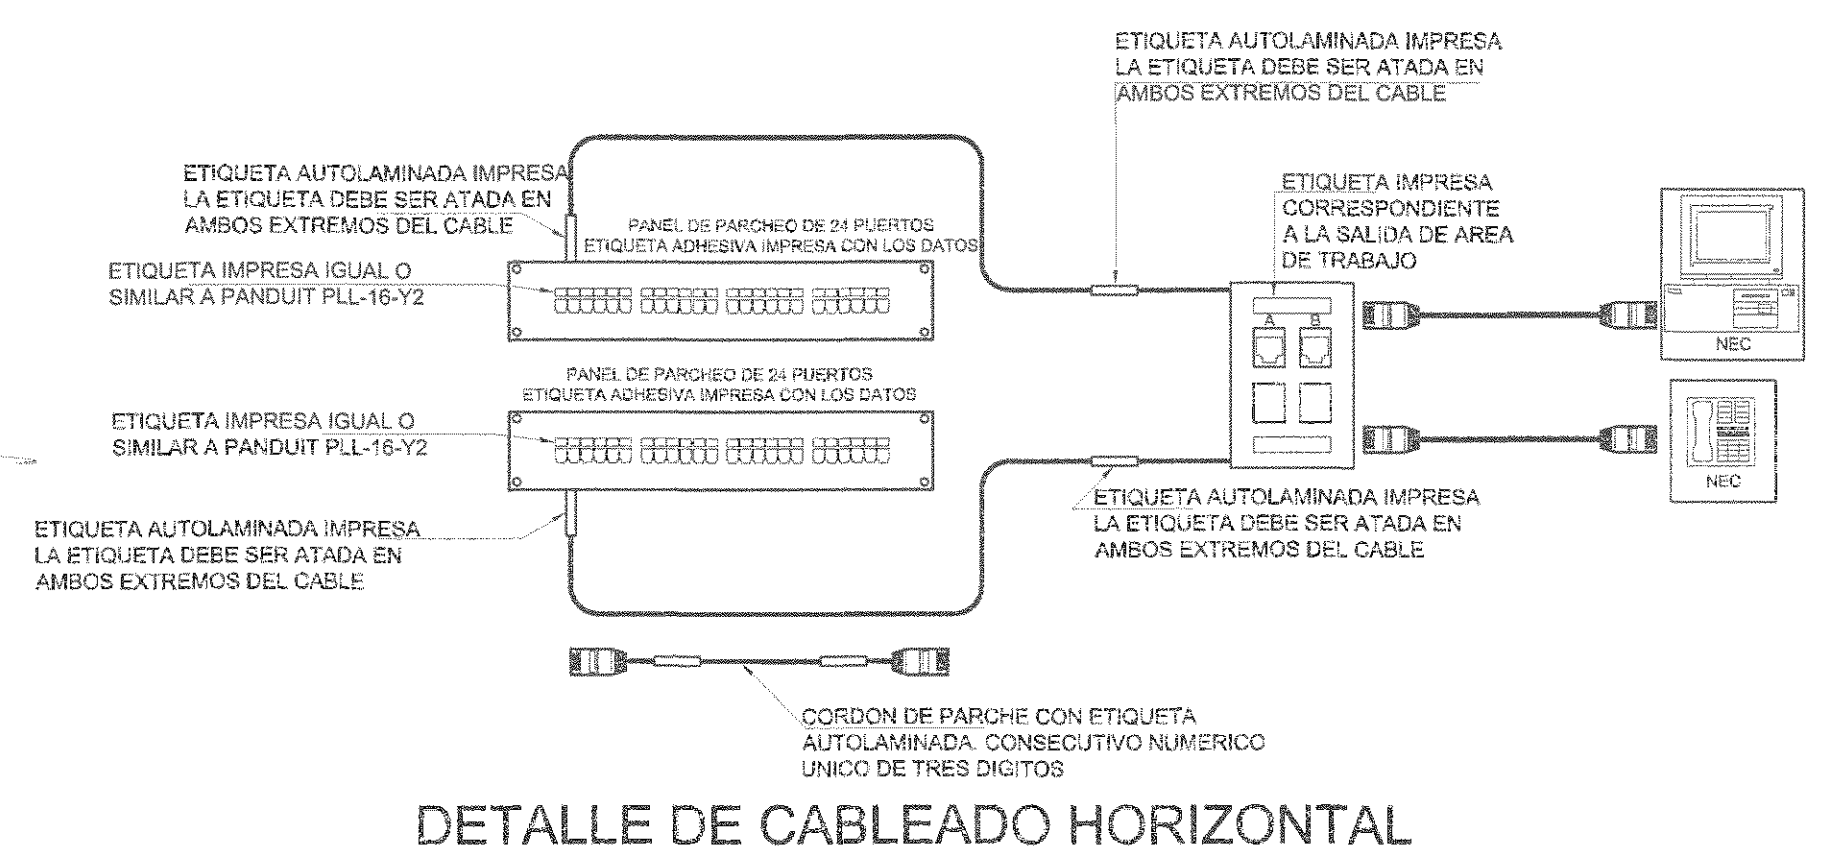 ETIQUETA AUTOLAMINADA IMPRESA
LA ETIQUETA DEBE SER ATADA EN
AMBOS EXTREMOS DEL CABLE
ETIQUETA AUTOLAMINADA IMPRESA
LA ETIQUETA DEBE SER ATADA EN
AMBOS EXTREMOS DEL CABLE
PANEL DE PARCHEO DE 24 PUERTOS
ETIQUETA ADHESIVA IMPRESA CON LOS DATOS
ETIQUETA IMPRESA
CORRESPONDIENTE
A LA SALIDA DE AREA
DE TRABAJO
ETIQUETA IMPRESA IGUAL O
SIMILAR A PANDUIT PLL-16-Y2
A B
NEC
PANEL DE PARCHEO DE 24 PUERTOS
ETIQUETA ADHESIVA IMPRESA CON LOS DATOS
ETIQUETA IMPRESA IGUAL O
SIMILAR A PANDUIT PLL-16-Y2
NEC
ETIQUETA AUTOLAMINADA IMPRESA
LA ETIQUETA DEBE SER ATADA EN
AMBOS EXTREMOS DEL CABLE
ETIQUETA AUTOLAMINADA IMPRESA
LA ETIQUETA DEBE SER ATADA EN
AMBOS EXTREMOS DEL CABLE
CORDON DE PARCHE CON ETIQUETA
AUTOLAMINADA. CONSECUTIVO NUMERICO
UNICO DE TRES DIGITOS
DETALLE DE CABLEADO HORIZONTAL